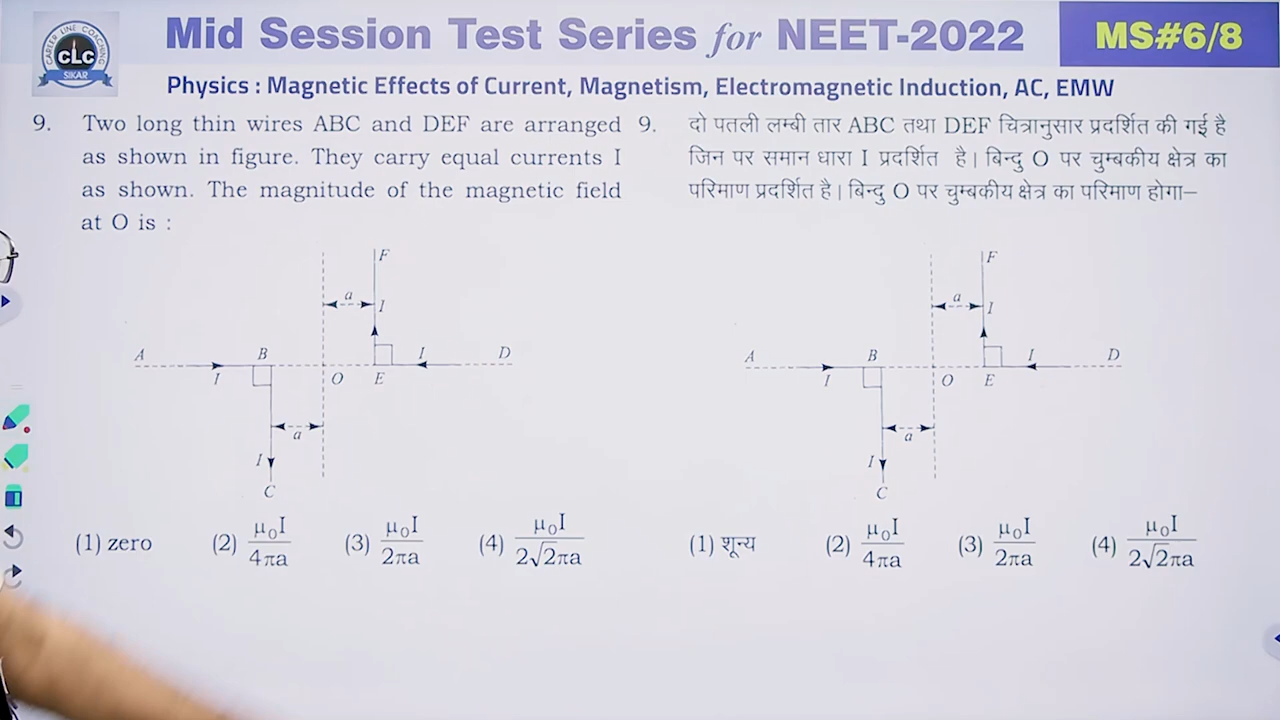 Mid Session Test Series for NEET-2022
MS#6/8
CAREER LINE COACHING
CLC
SIKAR
Physics : Magnetic Effects of Current, Magnetism, Electromagnetic Induction, AC, EMW
9. Two long thin wires ABC and DEF are arranged
as shown in figure. They carry equal currents I
as shown. The magnitude of the magnetic field
at O is :
F
a
I
A
B
I
D
I
O
E
a
I
C
(1) zero (2) μ₀I/4πa (3) μ₀I/2πa (4) μ₀I/2√2πa
9. दो पतली लम्बी तार ABC तथा DEF चित्रानुसार प्रदर्शित की गई है
जिन पर समान धारा I प्रदर्शित है। बिन्दु O पर चुम्बकीय क्षेत्र का
परिमाण प्रदर्शित है। बिन्दु O पर चुम्बकीय क्षेत्र का परिमाण होगा–
F
a
I
A
B
I
D
I
O
E
a
I
C
(1) शून्य (2) μ₀I/4πa (3) μ₀I/2πa (4) μ₀I/2√2πa